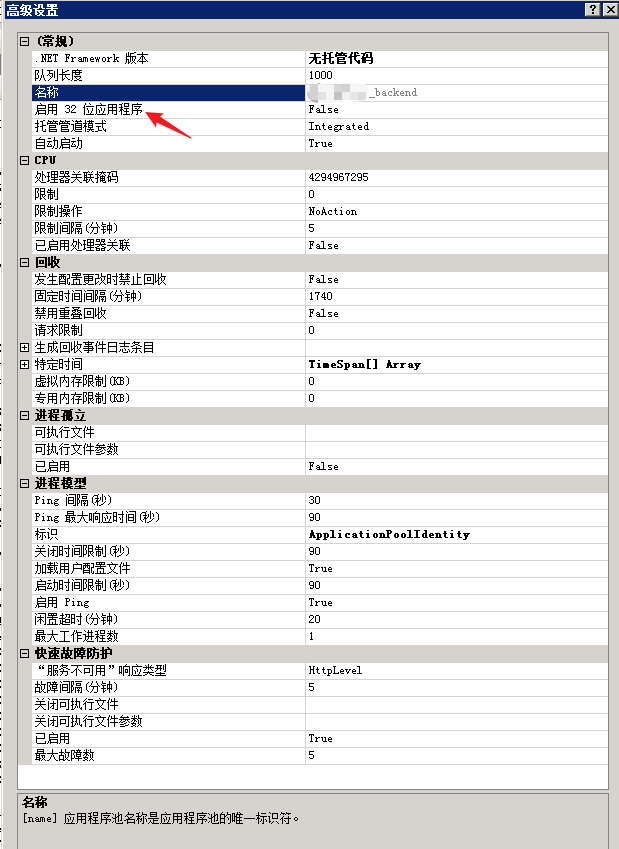 高级设置
(常规)
.NET Framework 版本 无托管代码
队列长度 1000
名称 _backend
启用 32 位应用程序 False
托管管道模式 Integrated
自动启动 True
CPU
处理器关联掩码 4294967295
限制 0
限制操作 NoAction
限制间隔(分钟) 5
已启用处理器关联 False
回收
发生配置更改时禁止回收 False
固定时间间隔(分钟) 1740
禁用重叠回收 False
请求限制 0
生成回收事件日志条目
特定时间 TimeSpan[] Array
虚拟内存限制(KB) 0
专用内存限制(KB) 0
进程孤立
可执行文件
可执行文件参数
已启用 False
进程模型
Ping 间隔(秒) 30
Ping 最大响应时间(秒) 90
标识 ApplicationPoolIdentity
关闭时间限制(秒) 90
加载用户配置文件 True
启动时间限制(秒) 90
启用 Ping True
闲置超时(分钟) 20
最大工作进程数 1
快速故障防护
“服务不可用”响应类型 HttpLevel
故障间隔(分钟) 5
关闭可执行文件
关闭可执行文件参数
已启用 True
最大故障数 5
名称
[name] 应用程序池名称是应用程序池的唯一标识符。